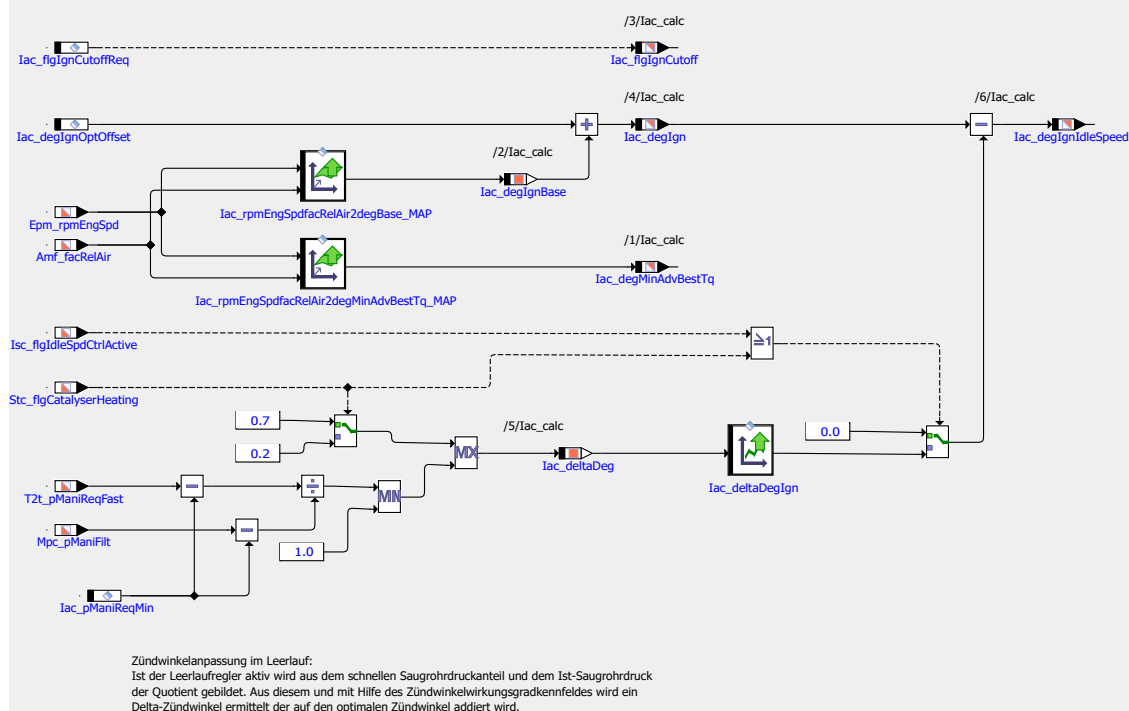 /3/Iac_calc
Iac_flgIgnCutoffReq
Iac_flgIgnCutoff
/4/Iac_calc
/6/Iac_calc
Iac_degIgnOptOffset
+
Iac_degIgn
−
Iac_degIgnIdleSpeed
/2/Iac_calc
Iac_degIgnBase
Iac_rpmEngSpdfacRelAir2degBase_MAP
Epm_rpmEngSpd
Amf_facRelAir
/1/Iac_calc
Iac_degMinAdvBestTq
Iac_rpmEngSpdfacRelAir2degMinAdvBestTq_MAP
Isc_flgIdleSpdCtrlActive
≥1
Stc_flgCatalyserHeating
0.7
0.2
/5/Iac_calc
MX
Iac_deltaDeg
0.0
Iac_deltaDegIgn
T2t_pManiReqFast
−
÷
MIN
Mpc_pManiFilt
−
1.0
Iac_pManiReqMin
Zündwinkelanpassung im Leerlauf:
Ist der Leerlaufregler aktiv wird aus dem schnellen Saugrohrdruckanteil und dem Ist-Saugrohrdruck
der Quotient gebildet. Aus diesem und mit Hilfe des Zündwinkelwirkungsgradkennfeldes wird ein
Delta-Zündwinkel ermittelt der auf den optimalen Zündwinkel addiert wird.